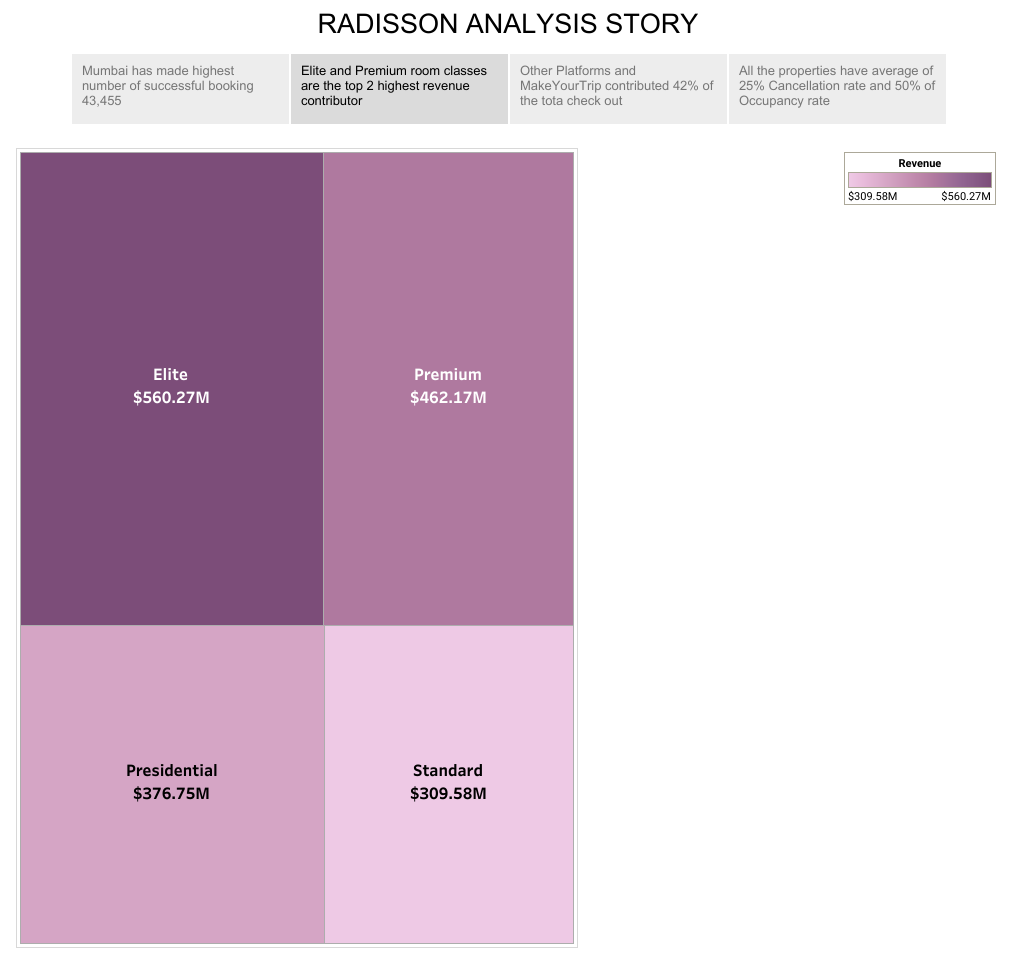 RADISSON ANALYSIS STORY
Mumbai has made highest
number of successful booking
43,455
Elite and Premium room classes
are the top 2 highest revenue
contributor
Other Platforms and
MakeYourTrip contributed 42% of
the tota check out
All the properties have average of
25% Cancellation rate and 50% of
Occupancy rate
Revenue
$309.58M $560.27M
Elite
$560.27M
Premium
$462.17M
Presidential
$376.75M
Standard
$309.58M